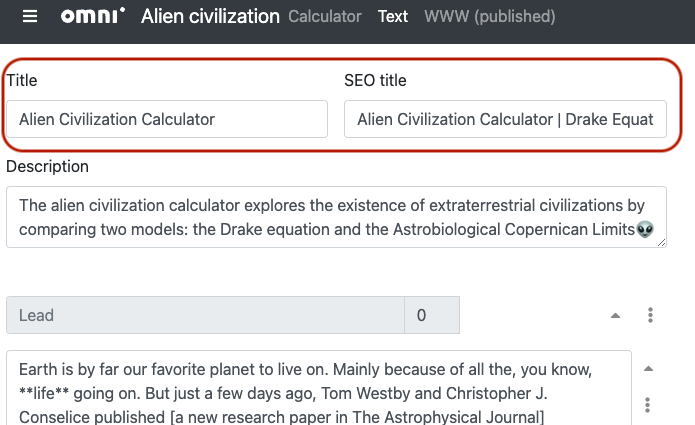 omni Alien civilization Calculator Text WWW (published)
Title SEO title
Alien Civilization Calculator Alien Civilization Calculator | Drake Equat
Description
The alien civilization calculator explores the existence of extraterrestrial civilizations by
comparing two models: the Drake equation and the Astrobiological Copernican Limits👽
Lead 0
Earth is by far our favorite planet to live on. Mainly because of all the, you know,
**life** going on. But just a few days ago, Tom Westby and Christopher J.
Conselice published [a new research paper in The Astrophysical Journal]